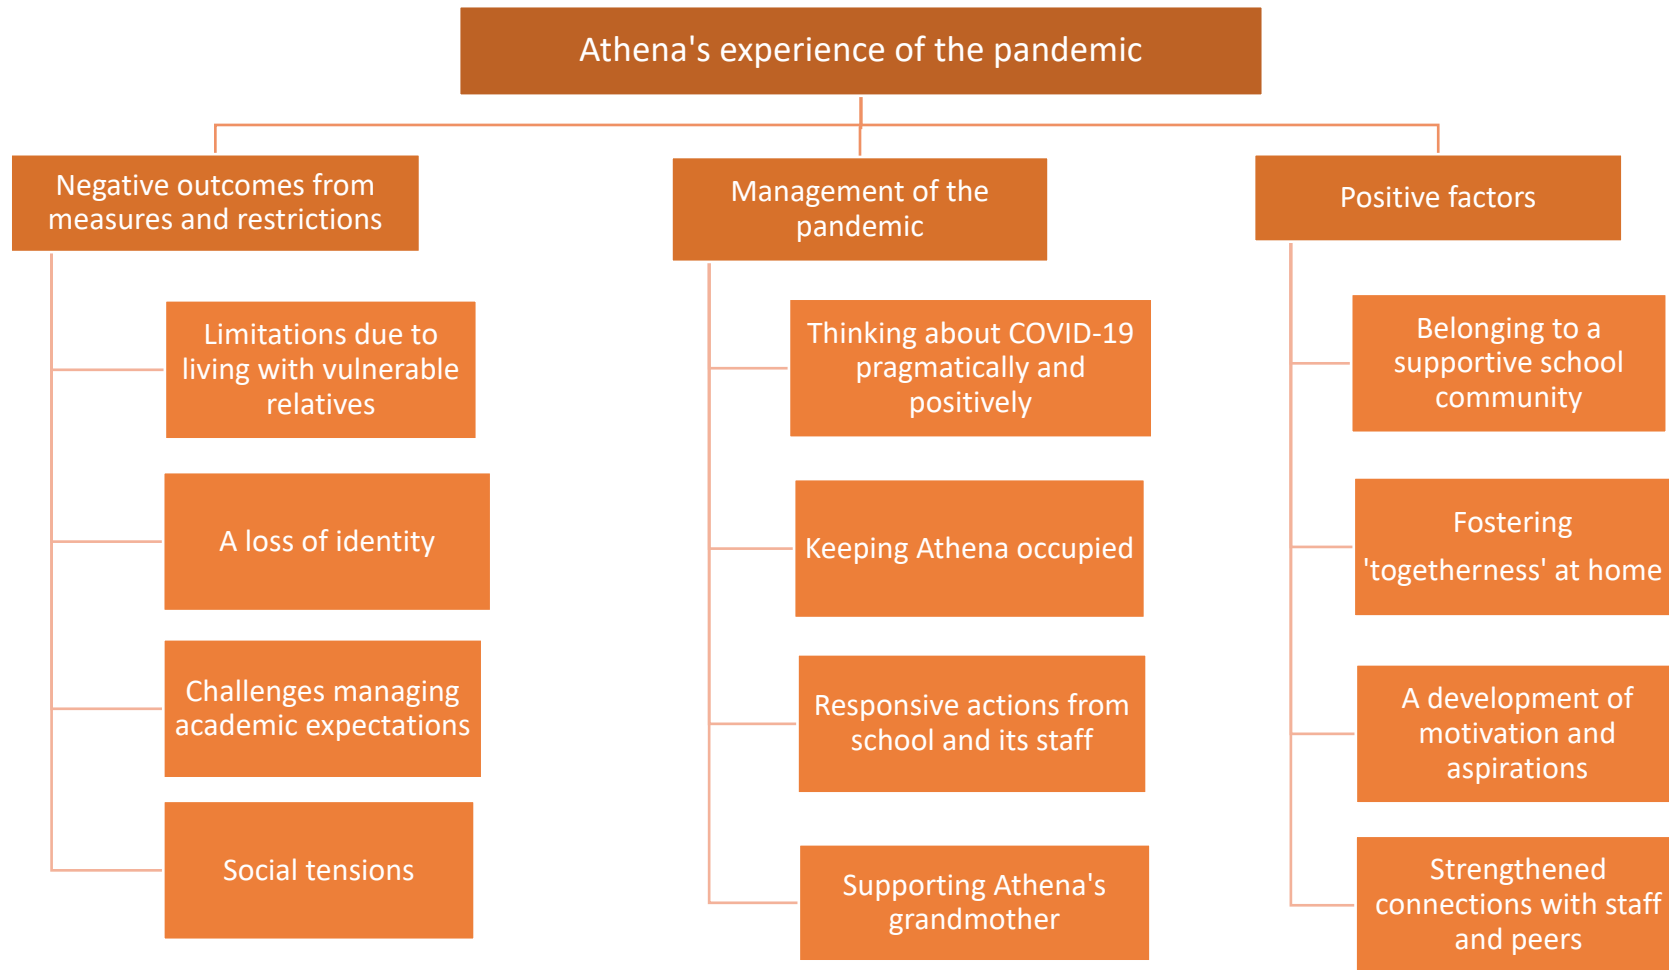 Athena's experience of the pandemic
Negative outcomes from
measures and restrictions
Limitations due to
living with vulnerable
relatives
A loss of identity
Challenges managing
academic expectations
Social tensions
Management of the
pandemic
Thinking about COVID-19
pragmatically and
positively
Keeping Athena occupied
Responsive actions from
school and its staff
Supporting Athena's
grandmother
Positive factors
Belonging to a
supportive school
community
Fostering
'togetherness' at home
A development of
motivation and
aspirations
Strengthened
connections with staff
and peers